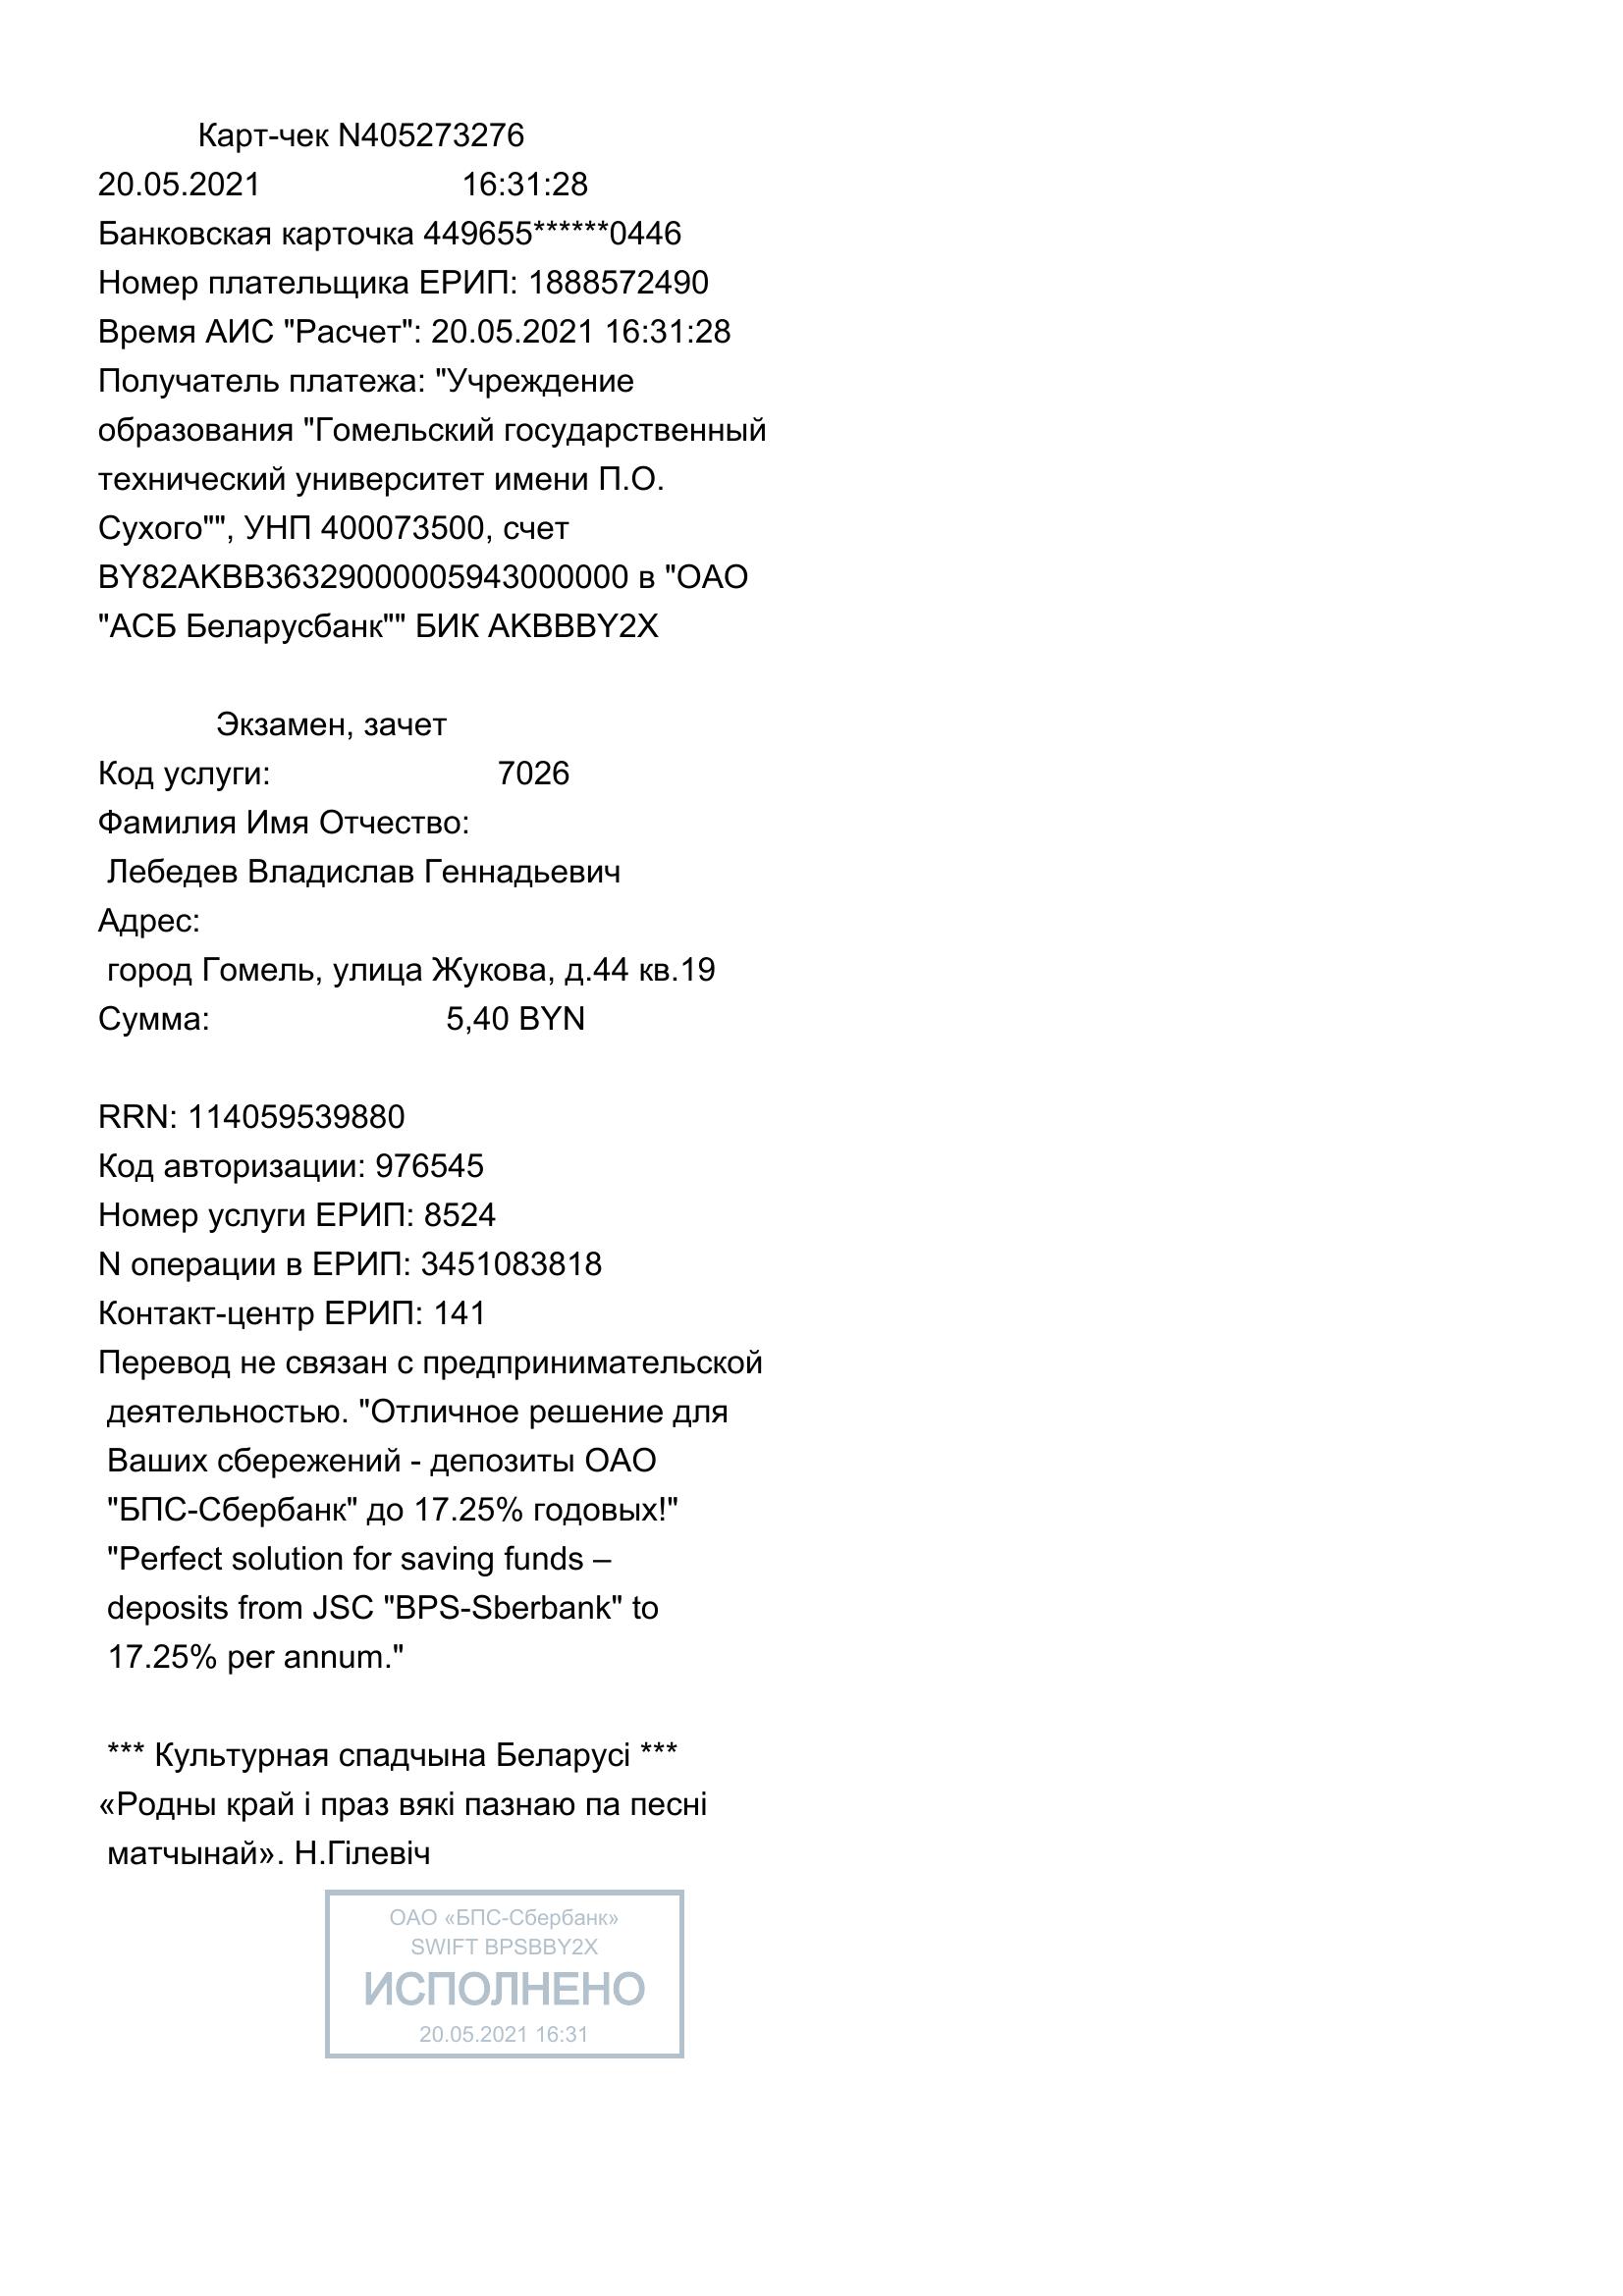 Карт-чек N405273276
20.05.2021 16:31:28
Банковская карточка 449655******0446
Номер плательщика ЕРИП: 1888572490
Время АИС "Расчет": 20.05.2021 16:31:28
Получатель платежа: "Учреждение
образования "Гомельский государственный
технический университет имени П.О.
Сухого"", УНП 400073500, счет
BY82AKBB36329000005943000000 в "ОАО
"АСБ Беларусбанк"" БИК AKBBBY2X
Экзамен, зачет
Код услуги: 7026
Фамилия Имя Отчество:
Лебедев Владислав Геннадьевич
Адрес:
город Гомель, улица Жукова, д.44 кв.19
Сумма: 5,40 BYN
RRN: 114059539880
Код авторизации: 976545
Номер услуги ЕРИП: 8524
N операции в ЕРИП: 3451083818
Контакт-центр ЕРИП: 141
Перевод не связан с предпринимательской
деятельностью. "Отличное решение для
Ваших сбережений - депозиты ОАО
"БПС-Сбербанк" до 17.25% годовых!"
"Perfect solution for saving funds –
deposits from JSC "BPS-Sberbank" to
17.25% per annum."
*** Культурная спадчына Беларусі ***
«Родны край і праз вякі пазнаю па песні
матчынай». Н.Гілевіч
ОАО «БПС-Сбербанк»
SWIFT BPSBBY2X
ИСПОЛНЕНО
20.05.2021 16:31